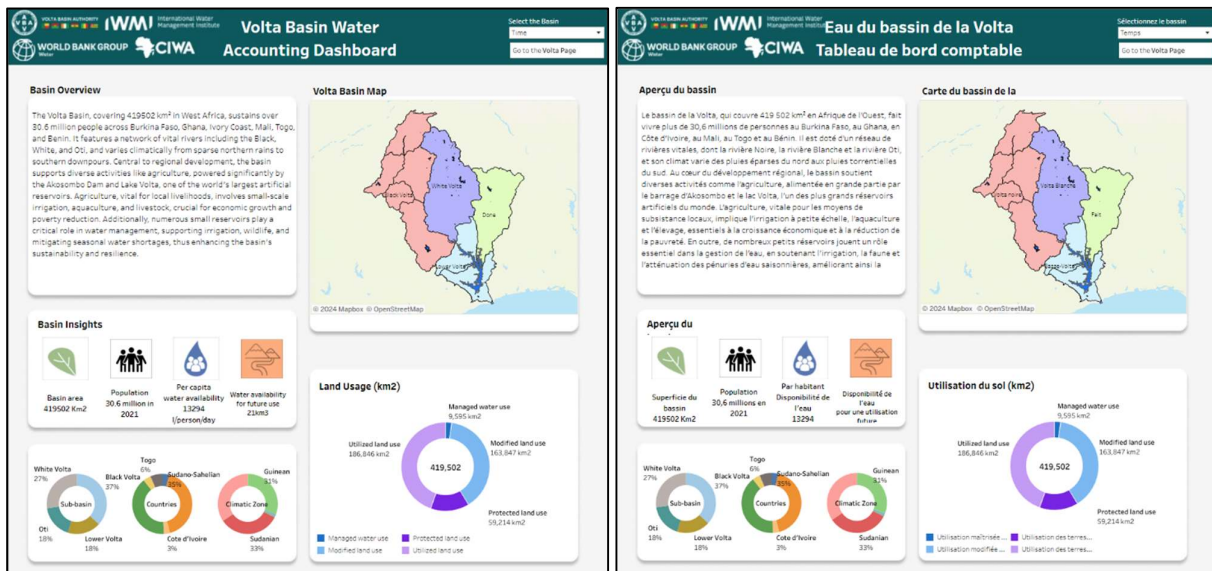 VOLTA BASIN AUTHORITY
IWMI
International Water
Management Institute
WORLD BANK GROUP
Water
CIWA
Volta Basin Water
Accounting Dashboard
Select the Basin
Time
Go to the Volta Page
Basin Overview
The Volta Basin, covering 419502 km² in West Africa, sustains over
30.6 million people across Burkina Faso, Ghana, Ivory Coast, Mali, Togo,
and Benin. It features a network of vital rivers including the Black,
White, and Oti, and varies climatically from sparse northern rains to
southern downpours. Central to regional development, the basin
supports diverse activities like agriculture, powered significantly by
the Akosombo Dam and Lake Volta, one of the world's largest artificial
reservoirs. Agriculture, vital for local livelihoods, involves small-scale
irrigation, aquaculture, and livestock, crucial for economic growth and
poverty reduction. Additionally, numerous small reservoirs play a
critical role in water management, supporting irrigation, wildlife, and
mitigating seasonal water shortages, thus enhancing the basin's
sustainability and resilience.
Volta Basin Map
White Volta
Black Volta
Done
Lower Volta
© 2024 Mapbox © OpenStreetMap
Basin Insights
Basin area
419502 Km2
Population
30.6 million in
2021
Per capita
water availability
13294
l/person/day
Water availability
for future use
21km3
White Volta
27%
Black Volta
37%
Sub-basin
Oti
18%
Lower Volta
18%
Togo
6%
Countries
Cote d'Ivoire
3%
Sudano-Sahelian
35%
Guinean
31%
Climatic Zone
Sudanian
33%
Land Usage (km2)
Managed water use
9,595 km2
Utilized land use
186,846 km2
Modified land use
163,847 km2
419,502
Protected land use
59,214 km2
Managed water use
Protected land use
Modified land use
Utilized land use
VOLTA BASIN AUTHORITY
IWMI
International Water
Management Institute
WORLD BANK GROUP
Water
CIWA
Eau du bassin de la Volta
Tableau de bord comptable
Sélectionnez le bassin
Temps
Go to the Volta Page
Aperçu du bassin
Le bassin de la Volta, qui couvre 419 502 km² en Afrique de l'Ouest, fait
vivre plus de 30,6 millions de personnes au Burkina Faso, au Ghana, en
Côte d'Ivoire, au Mali, au Togo et au Bénin. Il est doté d'un réseau de
rivières vitales, dont la rivière Noire, la rivière Blanche et la rivière Oti,
et son climat varie des pluies éparses du nord aux pluies torrentielles
du sud. Au cœur du développement régional, le bassin soutient
diverses activités comme l'agriculture, alimentée en grande partie par
le barrage d'Akosombo et le lac Volta, l'un des plus grands réservoirs
artificiels du monde. L'agriculture, vitale pour les moyens de
subsistance locaux, implique l'irrigation à petite échelle, l'aquaculture
et l'élevage, essentiels à la croissance économique et à la réduction de
la pauvreté. En outre, de nombreux petits réservoirs jouent un rôle
essentiel dans la gestion de l'eau, en soutenant l'irrigation, la faune et
l'atténuation des pénuries d'eau saisonnières, améliorant ainsi la
Carte du bassin de la
Volta Blanche
Volta noire
Fait
Basse-Volta
© 2024 Mapbox © OpenStreetMap
Aperçu du
Superficie du
bassin
419502 Km2
Population
30,6 millions en
2021
Par habitant
Disponibilité de
l'eau
13294
Disponibilité de
l'eau
pour une utilisation
future
White Volta
27%
Black Volta
37%
Sub-basin
Oti
18%
Lower Volta
18%
Togo
6%
Countries
Cote d'Ivoire
3%
Sudano-Sahelian
35%
Guinean
31%
Climatic Zone
Sudanian
33%
Utilisation du sol (km2)
Managed water use
9,595 km2
Utilized land use
186,846 km2
Modified land use
163,847 km2
419,502
Protected land use
59,214 km2
Utilisation maîtrisée ...
Utilisation des terres...
Utilisation modifiée ...
Utilisation des terres...